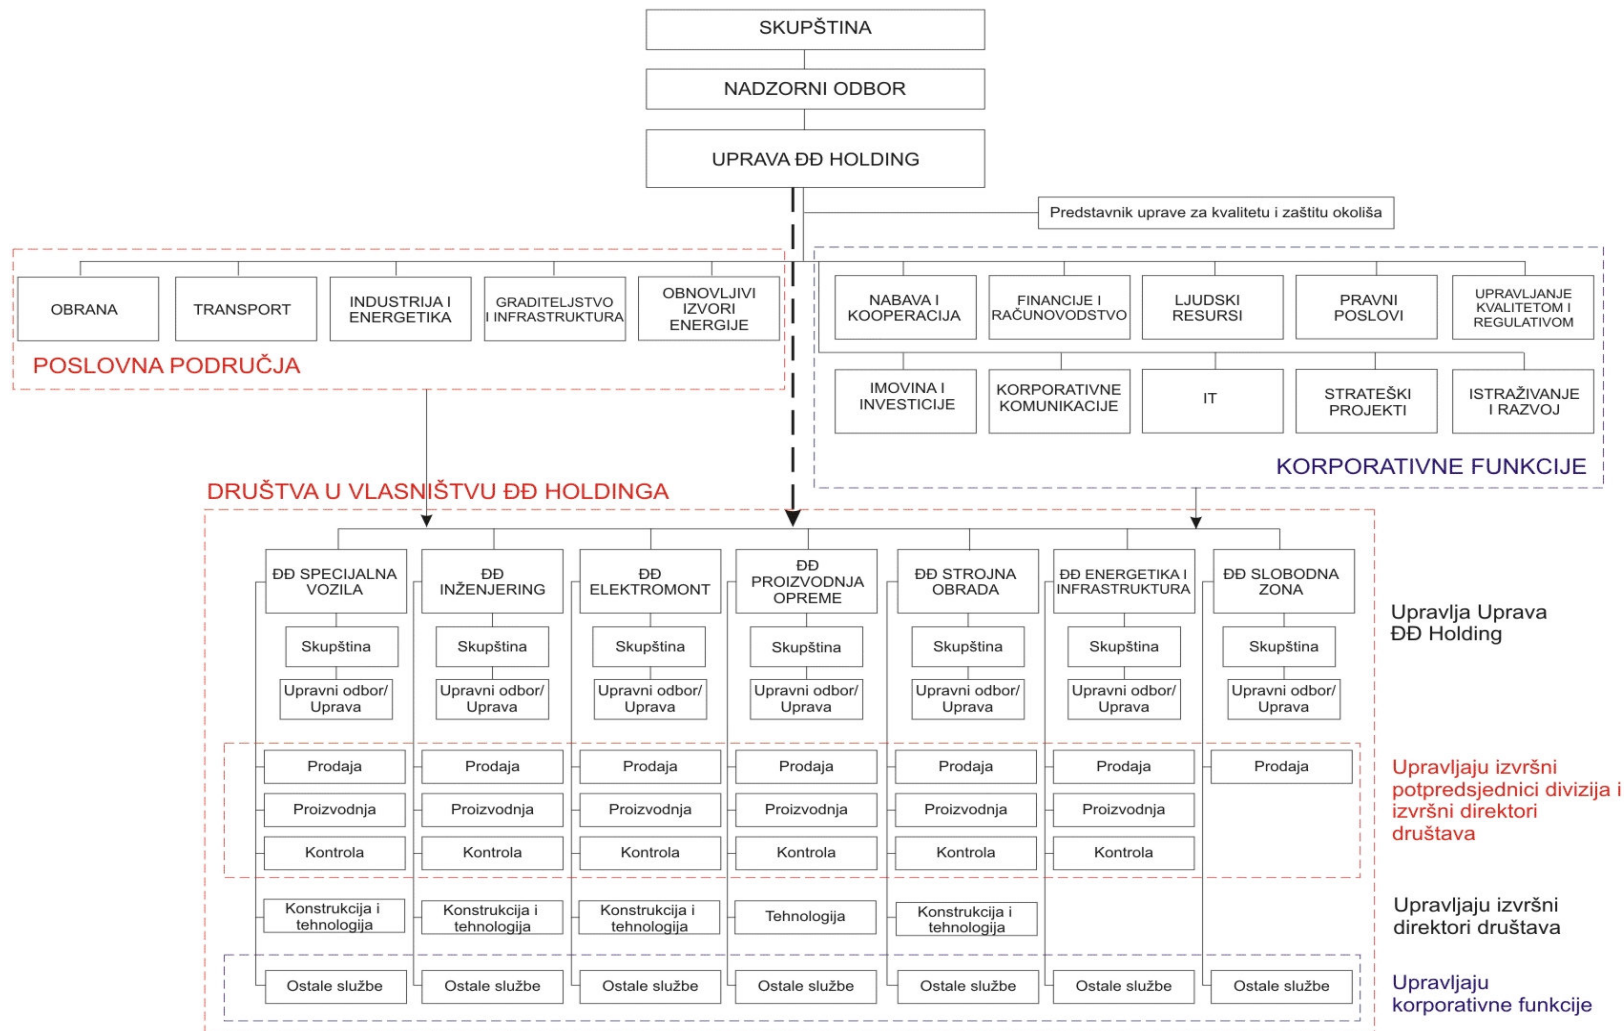 SKUPŠTINA
NADZORNI ODBOR
UPRAVA ĐĐ HOLDING
Predstavnik uprave za kvalitetu i zaštitu okoliša
OBRANA
TRANSPORT
INDUSTRIJA I
ENERGETIKA
GRADITELJSTVO
I INFRASTRUKTURA
OBNOVLJIVI
IZVORI
ENERGIJE
POSLOVNA PODRUČJA
NABAVA I
KOOPERACIJA
FINANCIJE I
RAČUNOVODSTVO
LJUDSKI
RESURSI
PRAVNI
POSLOVI
UPRAVLJANJE
KVALITETOM I
REGULATIVOM
IMOVINA I
INVESTICIJE
KORPORATIVNE
KOMUNIKACIJE
IT
STRATEŠKI
PROJEKTI
ISTRAŽIVANJE
I RAZVOJ
KORPORATIVNE FUNKCIJE
DRUŠTVA U VLASNIŠTVU ĐĐ HOLDINGA
ĐĐ SPECIJALNA
VOZILA
ĐĐ
INŽENJERING
ĐĐ
ELEKTROMONT
ĐĐ
PROIZVODNJA
OPREME
ĐĐ STROJNA
OBRADA
ĐĐ ENERGETIKA I
INFRASTRUKTURA
ĐĐ SLOBODNA
ZONA
Skupština
Skupština
Skupština
Skupština
Skupština
Skupština
Skupština
Upravni odbor/
Uprava
Upravni odbor/
Uprava
Upravni odbor/
Uprava
Upravni odbor/
Uprava
Upravni odbor/
Uprava
Upravni odbor/
Uprava
Upravni odbor/
Uprava
Upravlja Uprava
ĐĐ Holding
Prodaja
Prodaja
Prodaja
Prodaja
Prodaja
Prodaja
Prodaja
Proizvodnja
Proizvodnja
Proizvodnja
Proizvodnja
Proizvodnja
Proizvodnja
Kontrola
Kontrola
Kontrola
Kontrola
Kontrola
Kontrola
Upravljaju izvršni
potpredsjednici divizija i
izvršni direktori
društava
Konstrukcija i
tehnologija
Konstrukcija i
tehnologija
Konstrukcija i
tehnologija
Tehnologija
Konstrukcija i
tehnologija
Upravljaju izvršni
direktori društava
Ostale službe
Ostale službe
Ostale službe
Ostale službe
Ostale službe
Ostale službe
Ostale službe
Upravljaju
korporativne funkcije